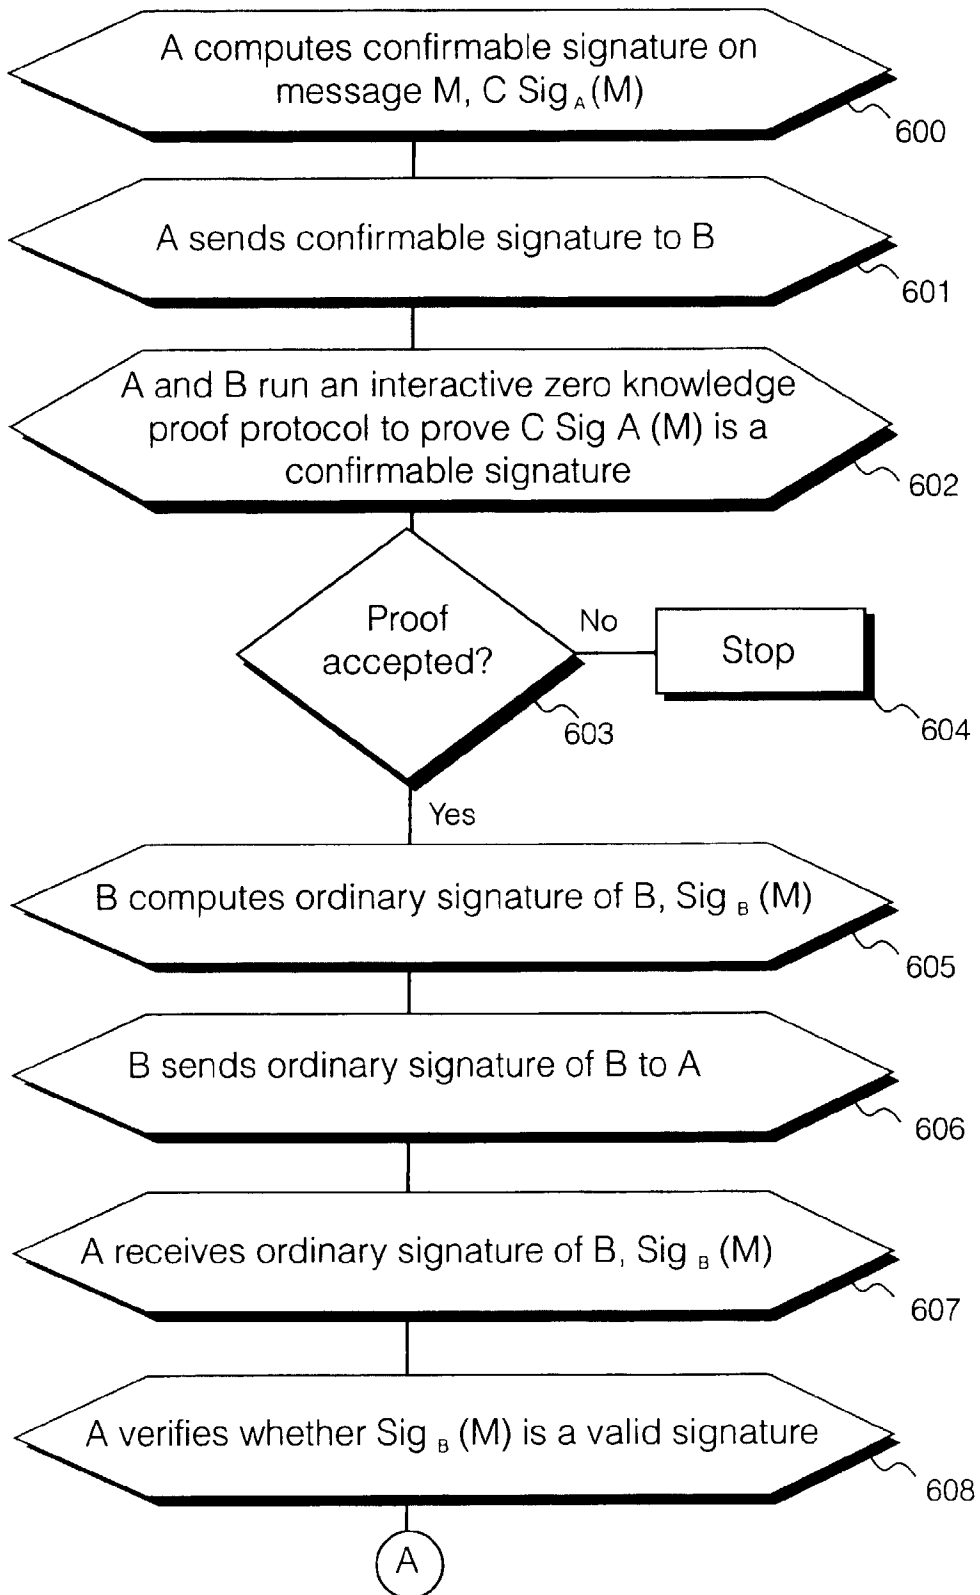 A computes confirmable signature on
message M, C Sig A (M)
600
A sends confirmable signature to B
601
A and B run an interactive zero knowledge
proof protocol to prove C Sig A (M) is a
confirmable signature
602
Proof
accepted?
603
No
Stop
604
Yes
B computes ordinary signature of B, Sig B (M)
605
B sends ordinary signature of B to A
606
A receives ordinary signature of B, Sig B (M)
607
A verifies whether Sig B (M) is a valid signature
608
A